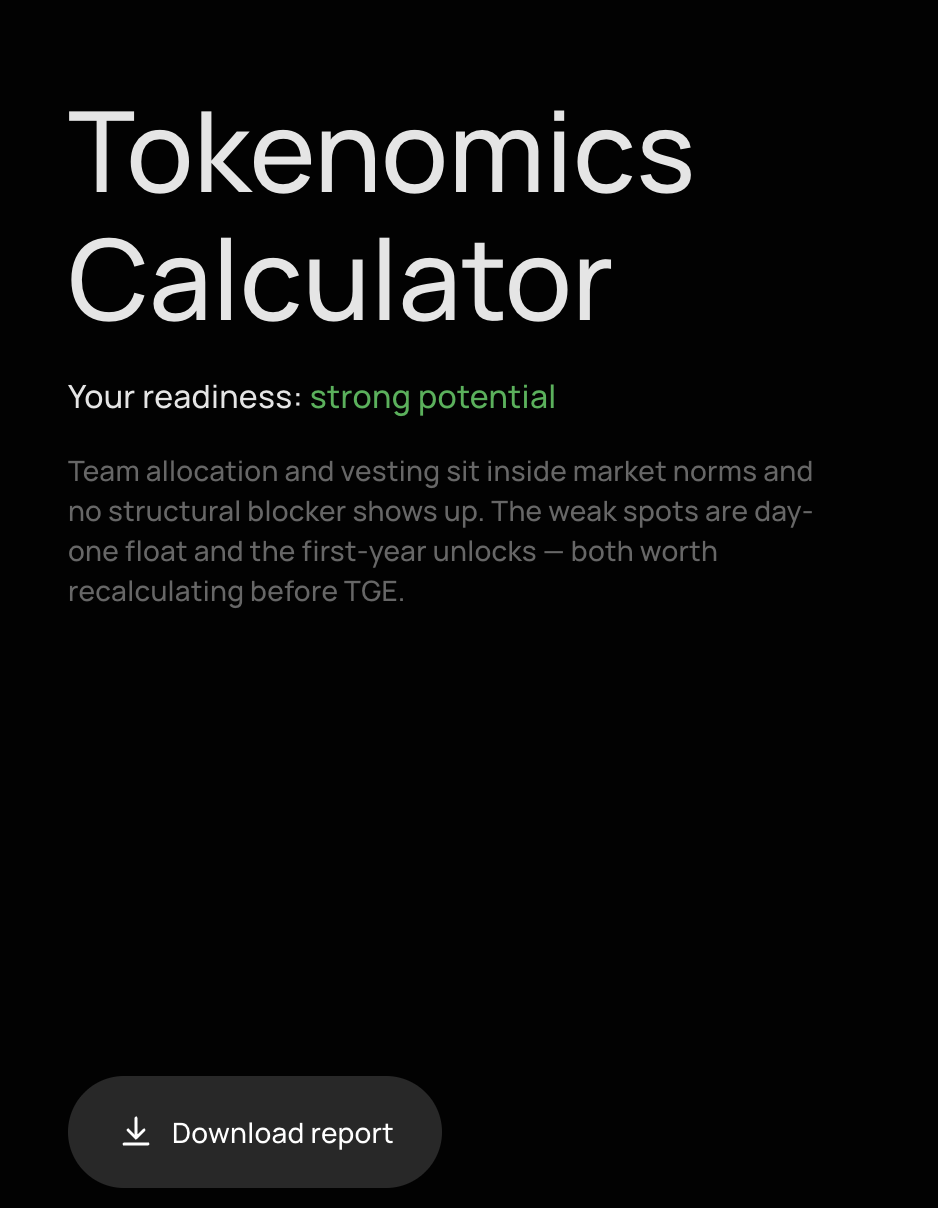 Tokenomics
Calculator
Your readiness: strong potential
Team allocation and vesting sit inside market norms and
no structural blocker shows up. The weak spots are day-
one float and the first-year unlocks — both worth
recalculating before TGE.
Download report